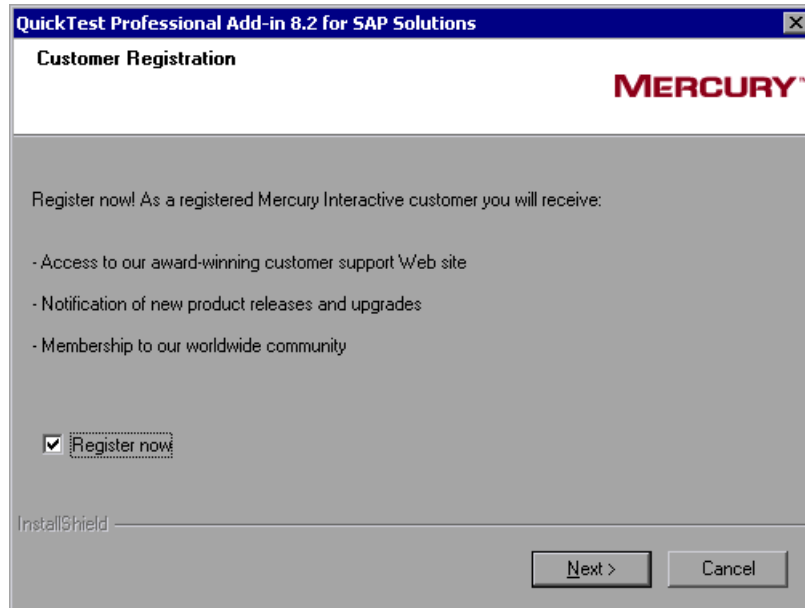 QuickTest Professional Add-in 8.2 for SAP Solutions
Customer Registration
MERCURY™
Register now! As a registered Mercury Interactive customer you will receive:
- Access to our award-winning customer support Web site
- Notification of new product releases and upgrades
- Membership to our worldwide community
Register now
InstallShield
Next >
Cancel